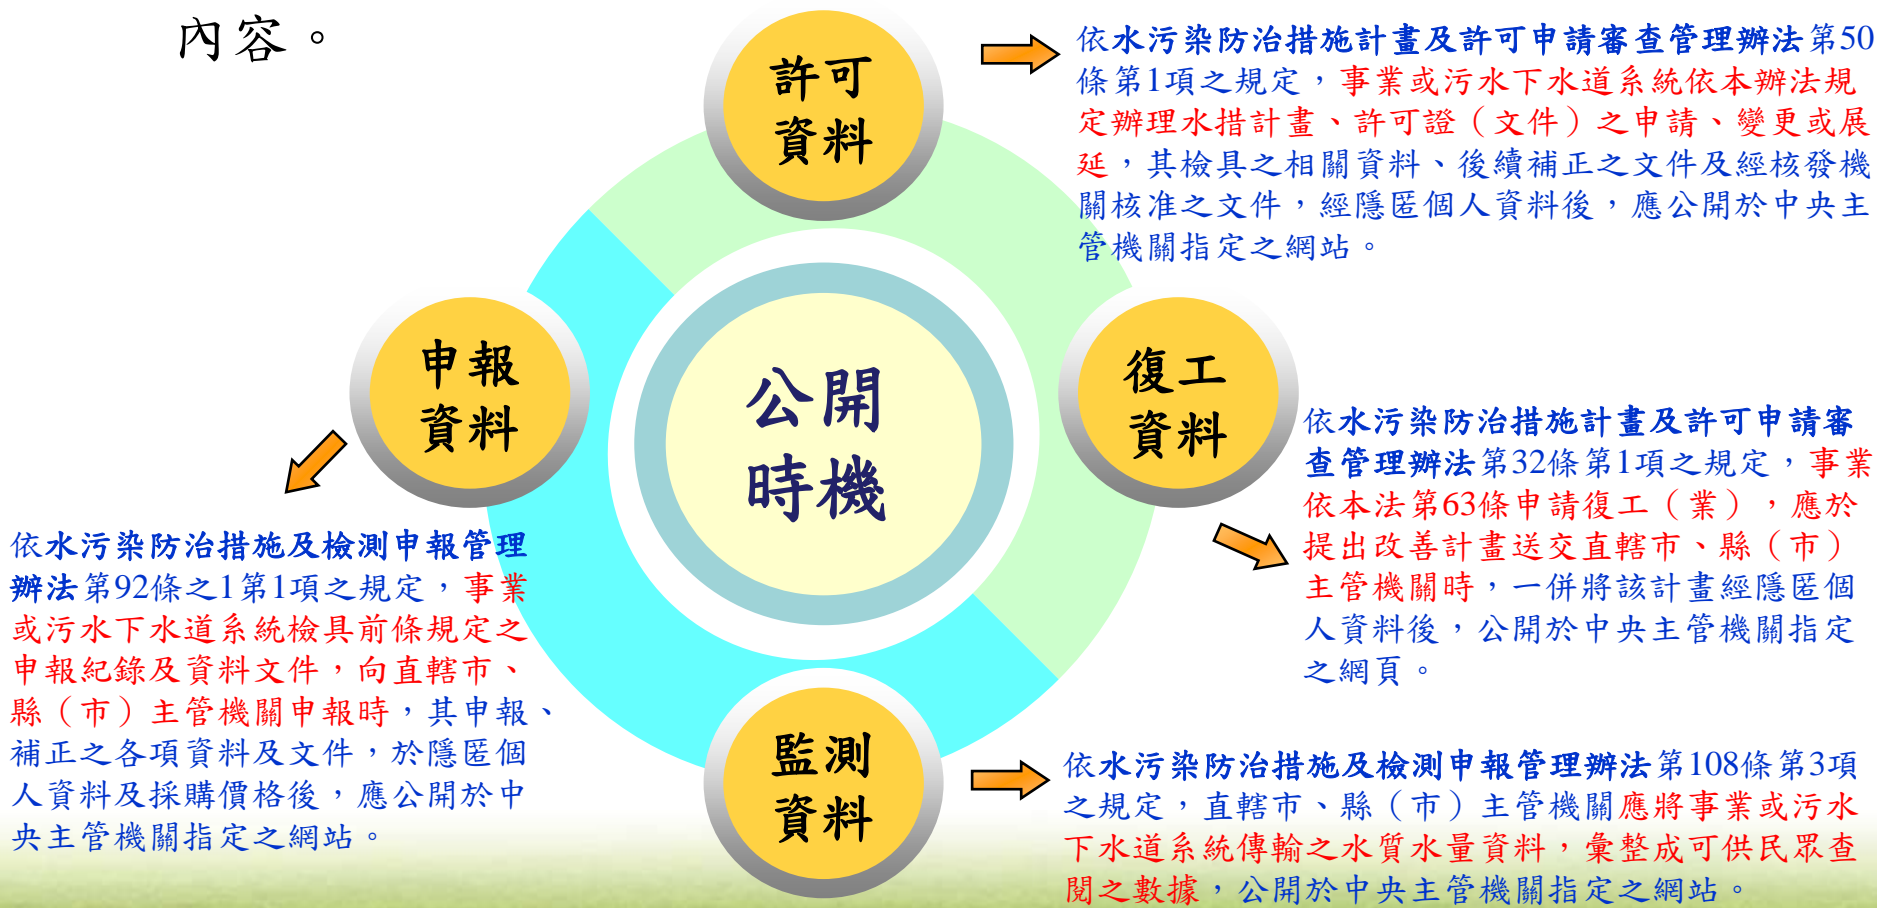 內容。
許可
資料
依水污染防治措施計畫及許可申請審查管理辦法第50
條第1項之規定，事業或污水下水道系統依本辦法規
定辦理水措計畫、許可證（文件）之申請、變更或展
延，其檢具之相關資料、後續補正之文件及經核發機
關核准之文件，經隱匿個人資料後，應公開於中央主
管機關指定之網站。
申報
資料
公開
時機
復工
資料
依水污染防治措施計畫及許可申請審
查管理辦法第32條第1項之規定，事業
依本法第63條申請復工（業），應於
提出改善計畫送交直轄市、縣（市）
主管機關時，一併將該計畫經隱匿個
人資料後，公開於中央主管機關指定
之網頁。
依水污染防治措施及檢測申報管理
辦法第92條之1第1項之規定，事業
或污水下水道系統檢具前條規定之
申報紀錄及資料文件，向直轄市、
縣（市）主管機關申報時，其申報、
補正之各項資料及文件，於隱匿個
人資料及採購價格後，應公開於中
央主管機關指定之網站。
監測
資料
依水污染防治措施及檢測申報管理辦法第108條第3項
之規定，直轄市、縣（市）主管機關應將事業或污水
下水道系統傳輸之水質水量資料，彙整成可供民眾查
閱之數據，公開於中央主管機關指定之網站。